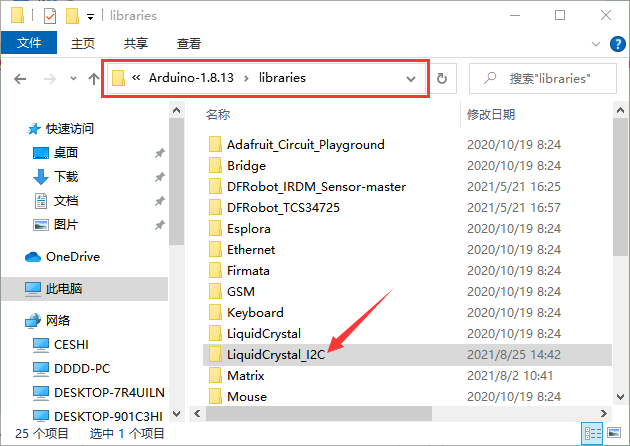 libraries
文件 主页 共享 查看
« Arduino-1.8.13 › libraries 搜索"libraries"
名称 修改日期
快速访问
桌面
下载
文档
图片
OneDrive
此电脑
网络
CESHI
DDDD-PC
DESKTOP-7R4UILN
DESKTOP-901C3HI
Adafruit_Circuit_Playground 2020/10/19 8:24
Bridge 2020/10/19 8:24
DFRobot_IRDM_Sensor-master 2021/5/21 16:25
DFRobot_TCS34725 2021/5/21 16:57
Esplora 2020/10/19 8:24
Ethernet 2020/10/19 8:24
Firmata 2020/10/19 8:24
GSM 2020/10/19 8:24
Keyboard 2020/10/19 8:24
LiquidCrystal 2020/10/19 8:24
LiquidCrystal_I2C 2021/8/25 14:42
Matrix 2021/8/2 10:41
Mouse 2020/10/19 8:24
25 个项目 选中 1 个项目